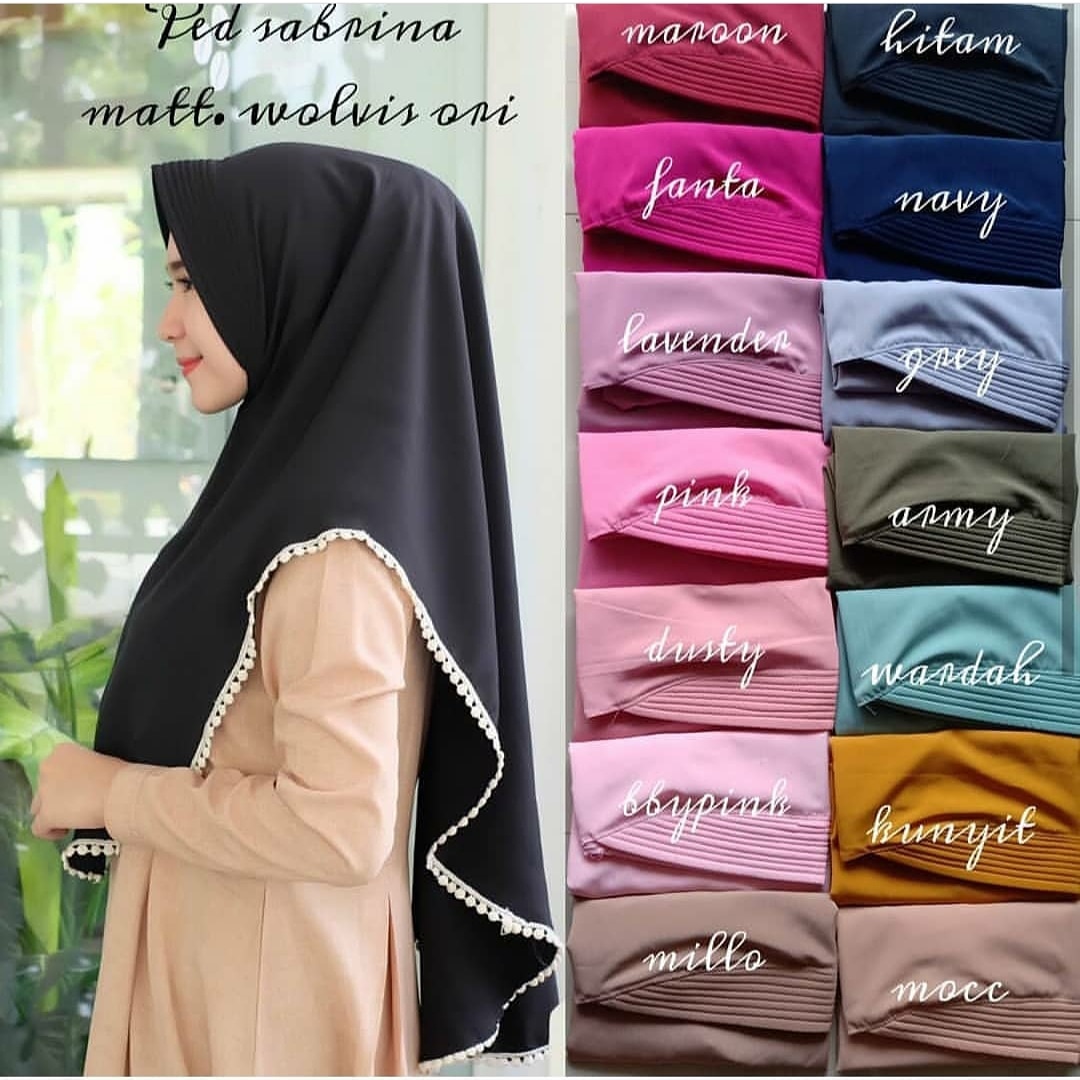 Ped sabrina
matt. wolvis ori
maroon
hitam
fanta
navy
lavender
grey
pink
army
dusty
wardah
bbypink
kunyit
millo
mocc